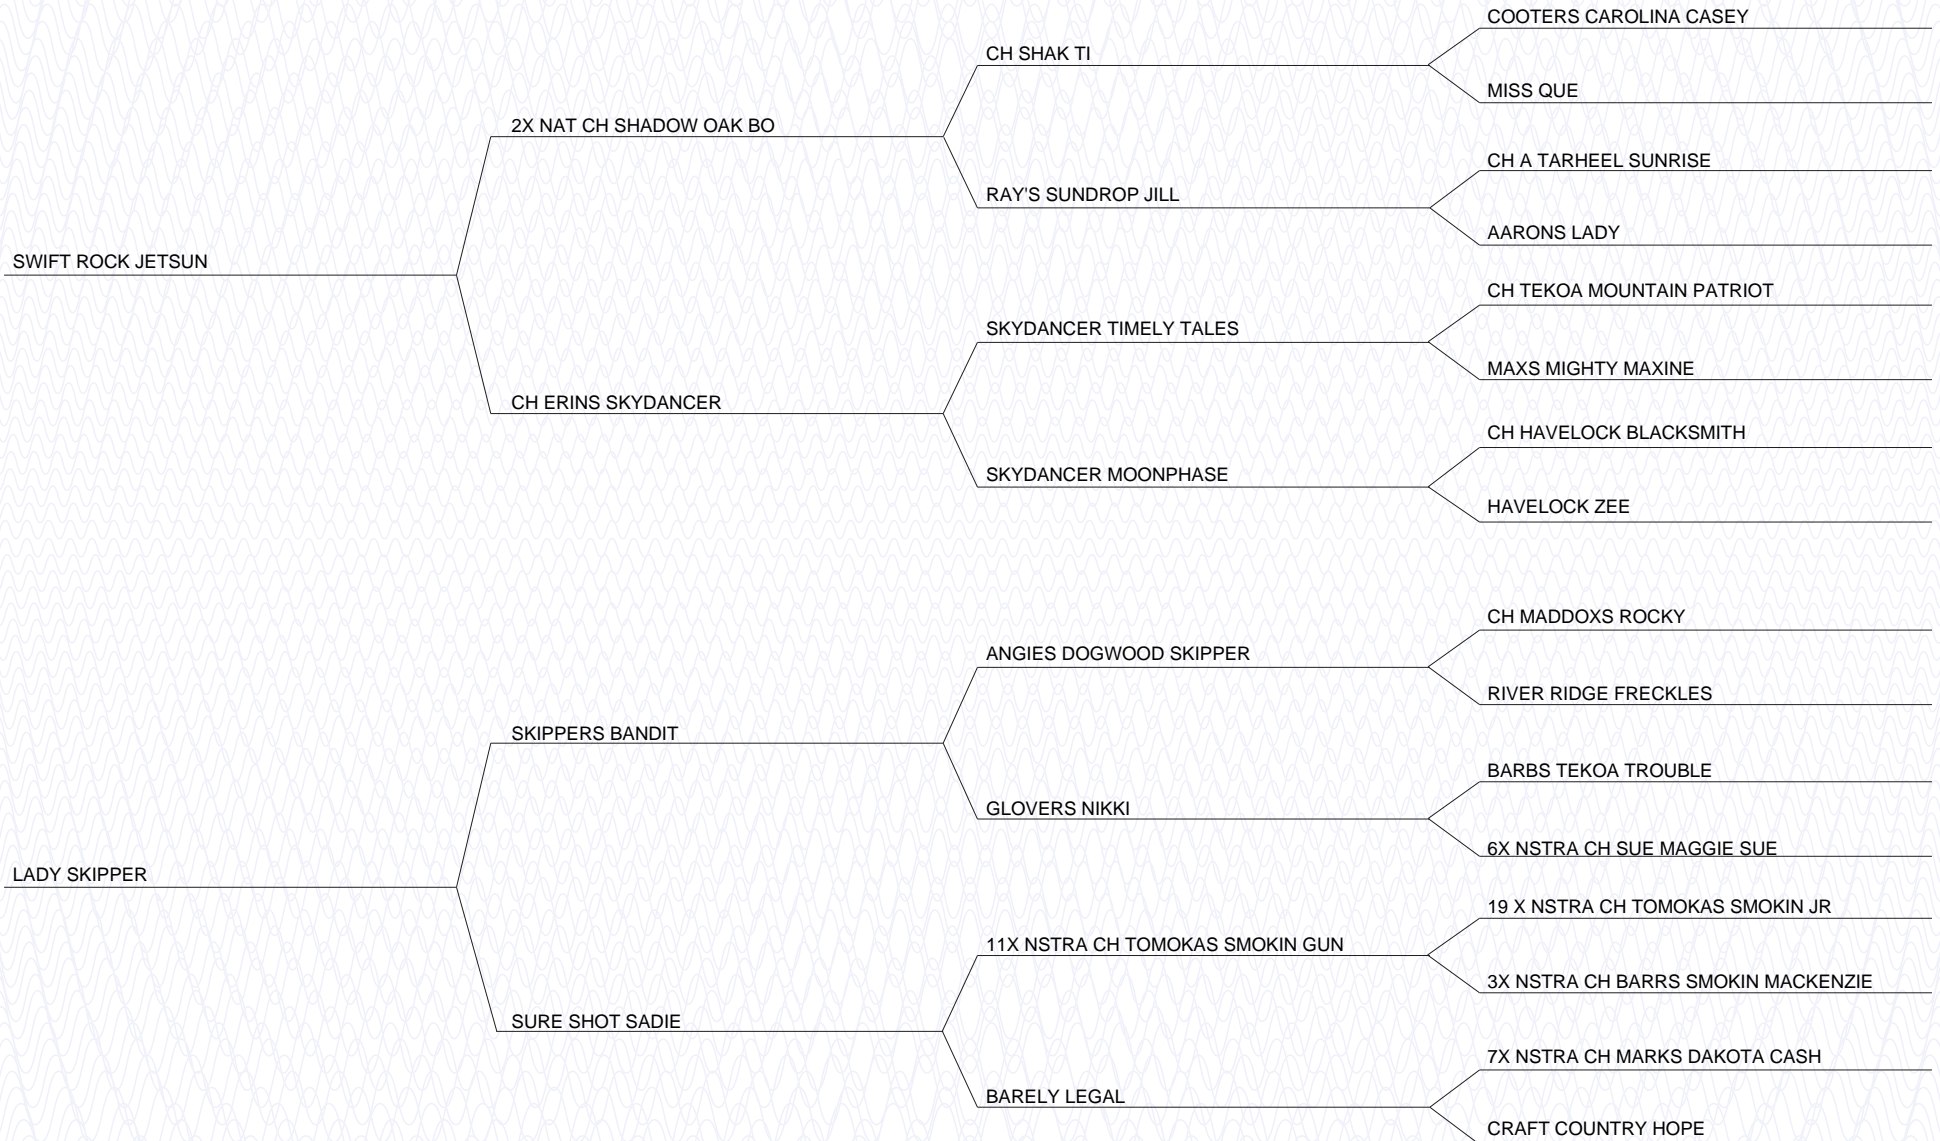 COOTERS CAROLINA CASEY
CH SHAK TI
MISS QUE
2X NAT CH SHADOW OAK BO
CH A TARHEEL SUNRISE
RAY'S SUNDROP JILL
AARONS LADY
SWIFT ROCK JETSUN
CH TEKOA MOUNTAIN PATRIOT
SKYDANCER TIMELY TALES
MAXS MIGHTY MAXINE
CH ERINS SKYDANCER
CH HAVELOCK BLACKSMITH
SKYDANCER MOONPHASE
HAVELOCK ZEE
CH MADDOXS ROCKY
ANGIES DOGWOOD SKIPPER
RIVER RIDGE FRECKLES
SKIPPERS BANDIT
BARBS TEKOA TROUBLE
GLOVERS NIKKI
6X NSTRA CH SUE MAGGIE SUE
LADY SKIPPER
19 X NSTRA CH TOMOKAS SMOKIN JR
11X NSTRA CH TOMOKAS SMOKIN GUN
3X NSTRA CH BARRS SMOKIN MACKENZIE
SURE SHOT SADIE
7X NSTRA CH MARKS DAKOTA CASH
BARELY LEGAL
CRAFT COUNTRY HOPE